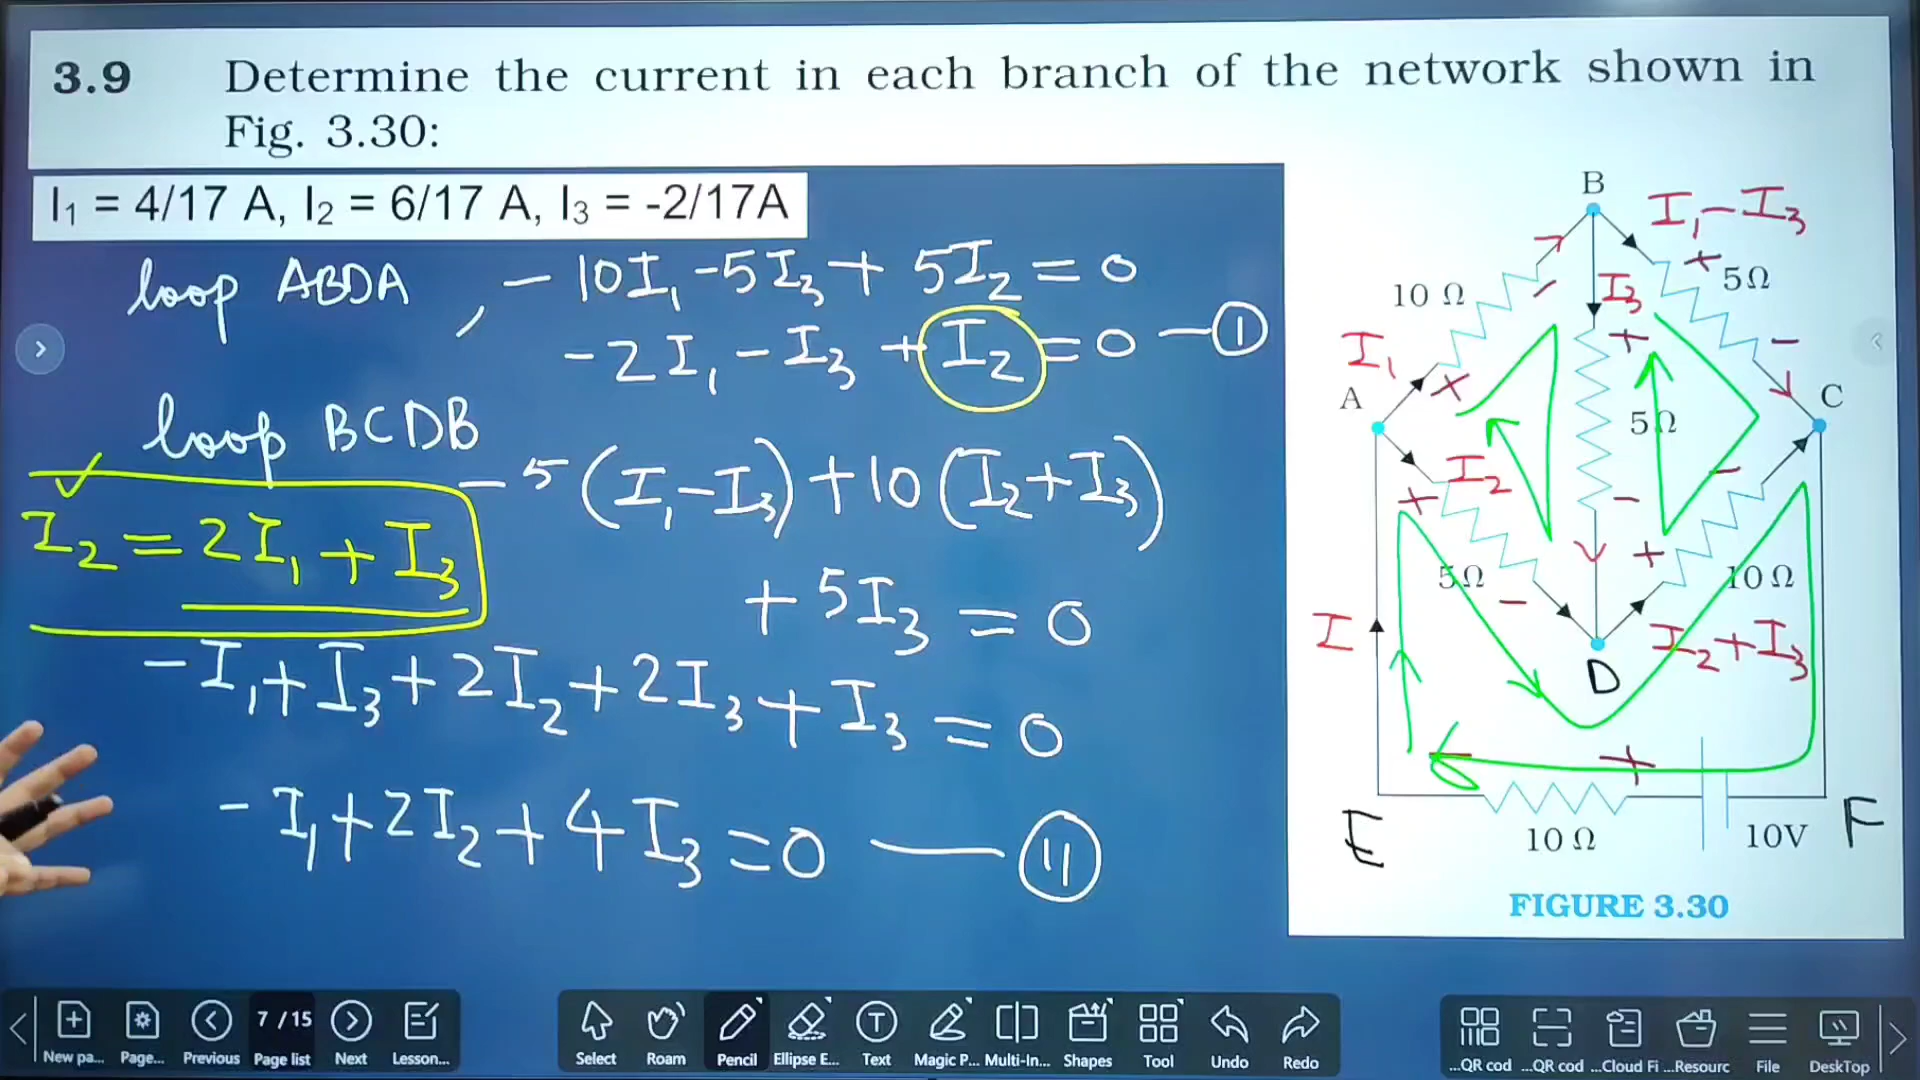 3.9 Determine the current in each branch of the network shown in
Fig. 3.30:
I₁ = 4/17 A, I₂ = 6/17 A, I₃ = -2/17A
loop ABDA, -10I₁ -5I₃ + 5I₂ = 0
-2I₁ - I₃ + I₂ = 0 — ①
loop BCDB
-5(I₁-I₃)+10(I₂+I₃)
+ 5I₃ = 0
I₂ = 2I₁ + I₃
-I₁+I₃+2I₂+2I₃+I₃ = 0
-I₁+2I₂+4I₃=0 — (11)
B
I₁-I₃
10 Ω
I₃
+
5Ω
-
I₁
+
-
A
+
5Ω
-
C
I₂
+
-
-
5Ω
-
+
10 Ω
I
D
I₂+I₃
-
+
E
10 Ω
10V
F
FIGURE 3.30
New pa...
Page...
Previous
7 /15
Page list
Next
Lesson...
Select
Roam
Pencil
Ellipse E...
Text
Magic P...
Multi-In...
Shapes
Tool
Undo
Redo
...QR cod
...QR cod
...Cloud Fi
...Resourc
File
DeskTop